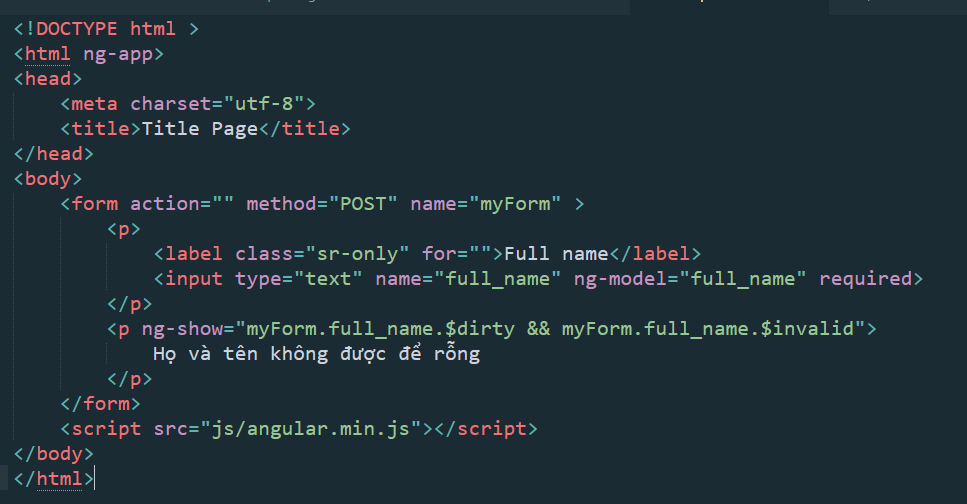 <!DOCTYPE html >
<html ng-app>
<head>
    <meta charset="utf-8">
    <title>Title Page</title>
</head>
<body>
    <form action="" method="POST" name="myForm" >
        <p>
            <label class="sr-only" for="">Full name</label>
            <input type="text" name="full_name" ng-model="full_name" required>
        </p>
        <p ng-show="myForm.full_name.$dirty && myForm.full_name.$invalid">
            Họ và tên không được để rỗng
        </p>
    </form>
    <script src="js/angular.min.js"></script>
</body>
</html>